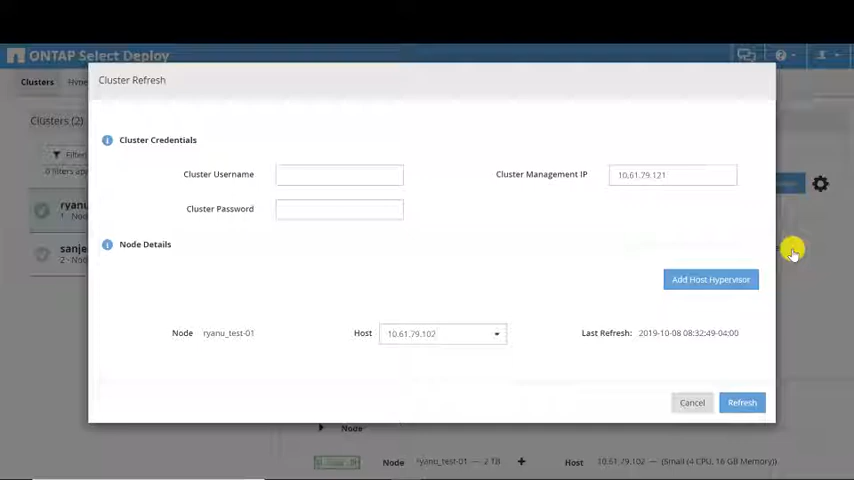 ONTAP Select Deploy
Clusters
Cluster Refresh
Clusters (2)
Cluster Credentials
Filter
Cluster Username
Cluster Management IP
10.61.79.121
Cluster Password
Node Details
Add Host Hypervisor
Node ryanu_test-01 Host 10.61.79.102 Last Refresh: 2019-10-08 08:32:49-04:00
Cancel Refresh
Node
Node ryanu_test-01 — 2 TB + Host 10.61.79.102 — (Small (4 CPU, 16 GB Memory))